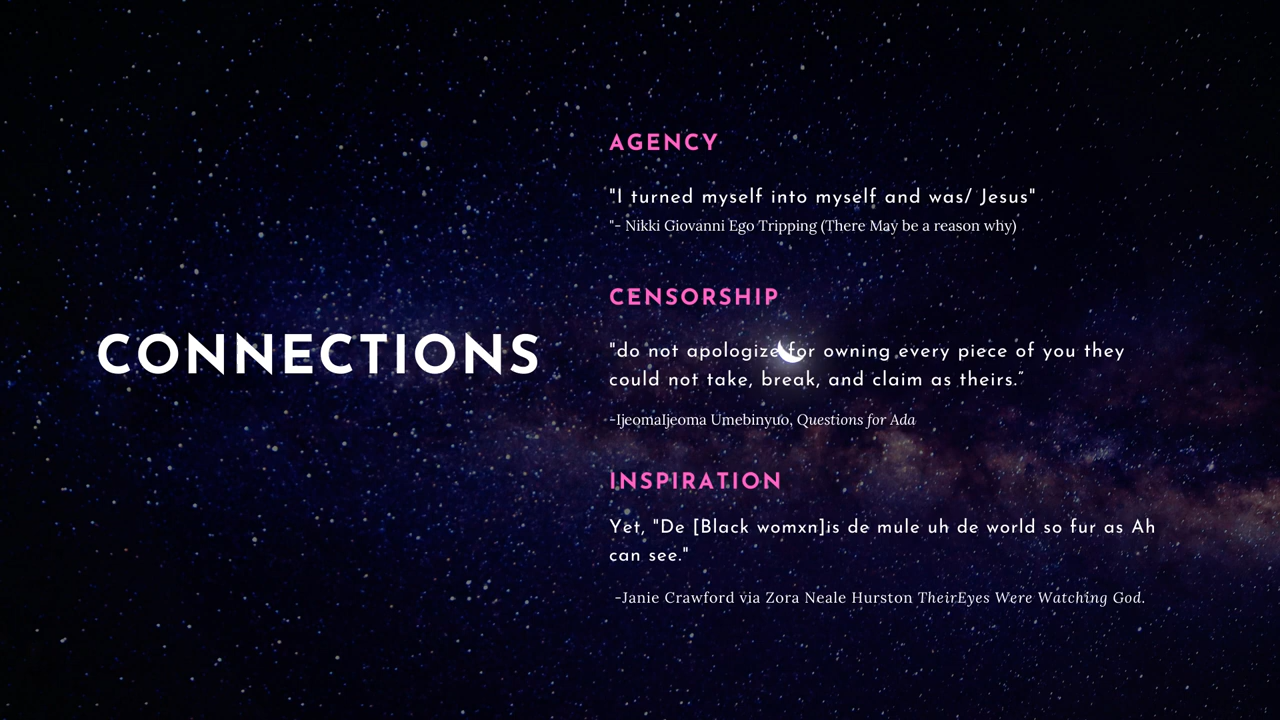 CONNECTIONS
AGENCY
"I turned myself into myself and was/ Jesus"
"- Nikki Giovanni Ego Tripping (There May be a reason why)
CENSORSHIP
"do not apologize for owning every piece of you they
could not take, break, and claim as theirs.”
-IjeomaIjeoma Umebinyuo, Questions for Ada
INSPIRATION
Yet, "De [Black womxn]is de mule uh de world so fur as Ah
can see."
-Janie Crawford via Zora Neale Hurston TheirEyes Were Watching God.